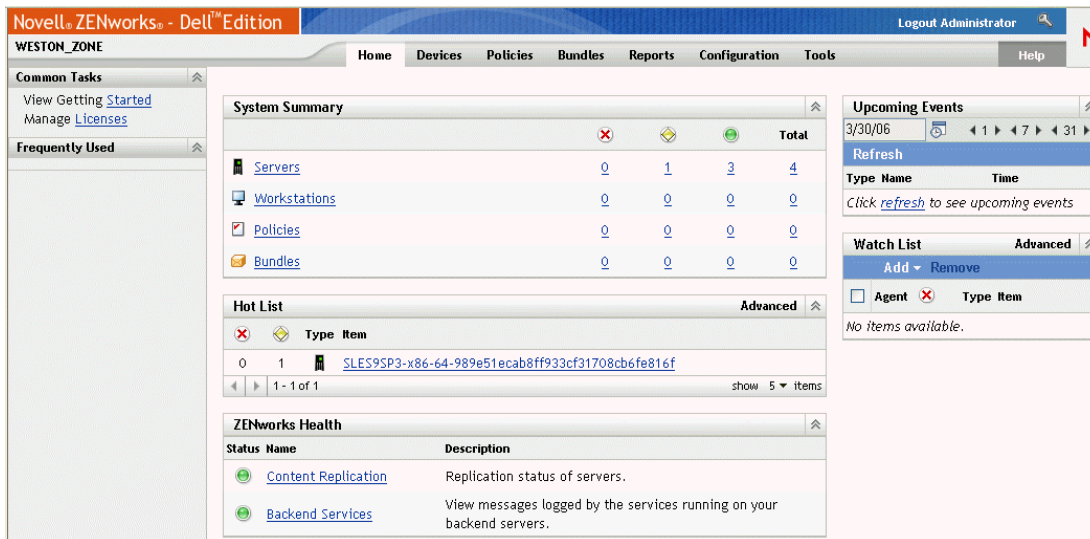 Novell® ZENworks® - Dell™ Edition
Logout Administrator
WESTON_ZONE
Home Devices Policies Bundles Reports Configuration Tools
Help
Common Tasks
View Getting Started
Manage Licenses
Frequently Used
System Summary
Total
Servers 0 1 3 4
Workstations 0 0 0 0
Policies 0 0 0 0
Bundles 0 0 0 0
Hot List Advanced
Type Item
0 1 SLES9SP3-x86-64-989e51ecab8ff933cf31708cb6fe816f
1 - 1 of 1 show 5 items
ZENworks Health
Status Name Description
Content Replication Replication status of servers.
Backend Services View messages logged by the services running on your
backend servers.
Upcoming Events
3/30/06 1 7 31
Refresh
Type Name Time
Click refresh to see upcoming events
Watch List Advanced
Add Remove
Agent Type Item
No items available.